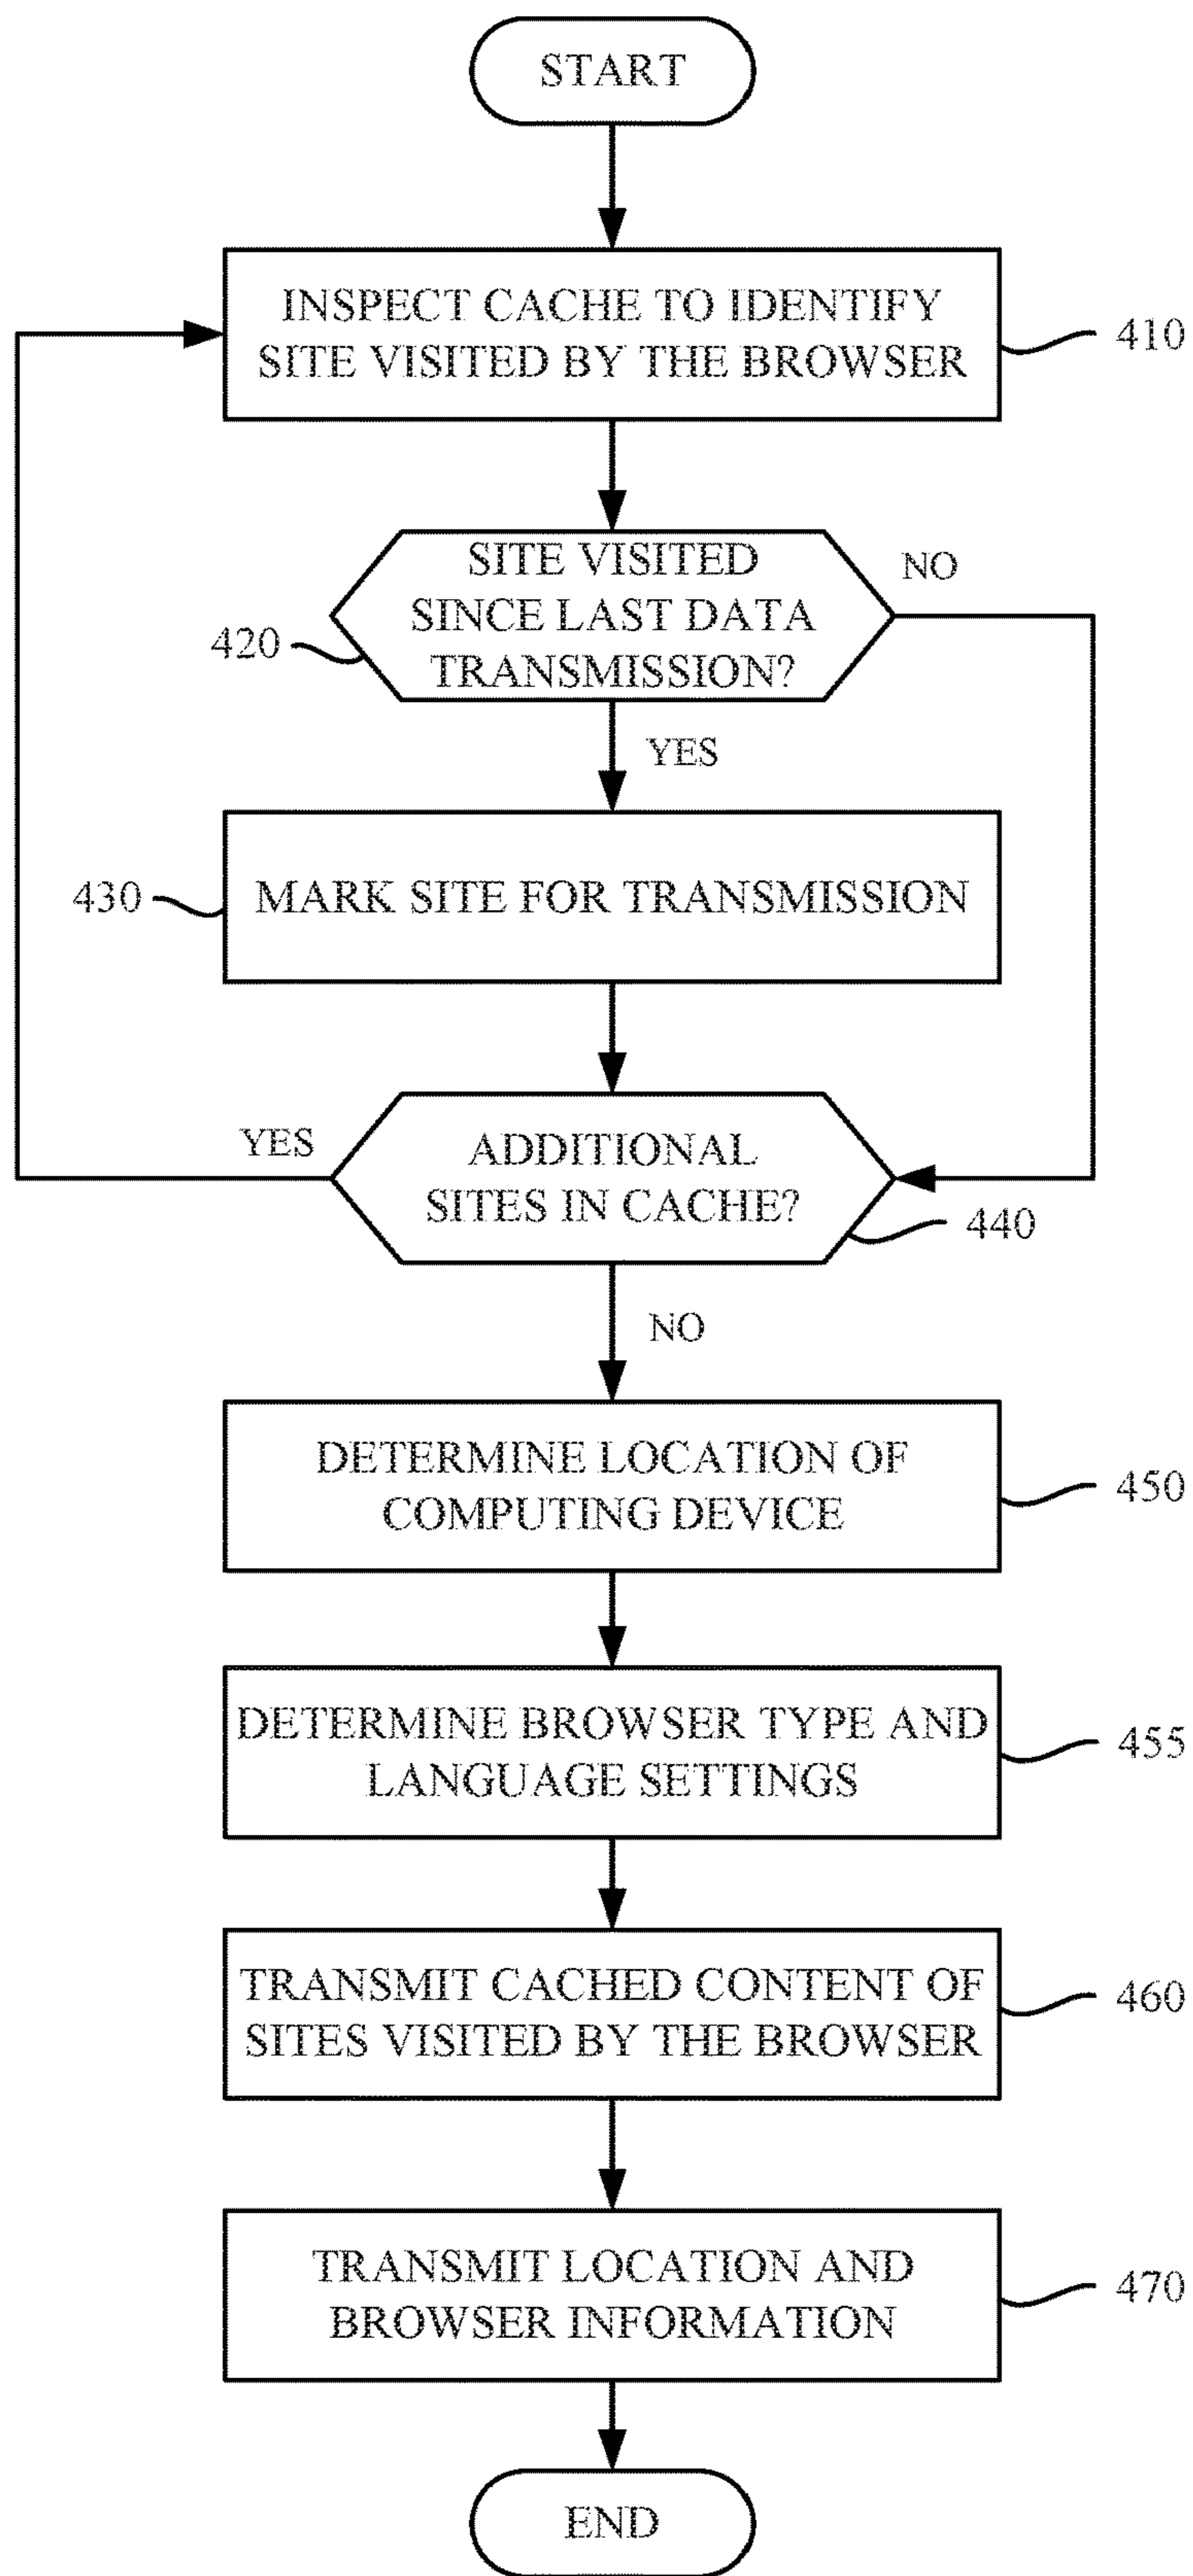 START
INSPECT CACHE TO IDENTIFY
SITE VISITED BY THE BROWSER
410
SITE VISITED
SINCE LAST DATA
TRANSMISSION?
NO
420
YES
MARK SITE FOR TRANSMISSION
430
YES
ADDITIONAL
SITES IN CACHE?
440
NO
DETERMINE LOCATION OF
COMPUTING DEVICE
450
DETERMINE BROWSER TYPE AND
LANGUAGE SETTINGS
455
TRANSMIT CACHED CONTENT OF
SITES VISITED BY THE BROWSER
460
TRANSMIT LOCATION AND
BROWSER INFORMATION
470
END